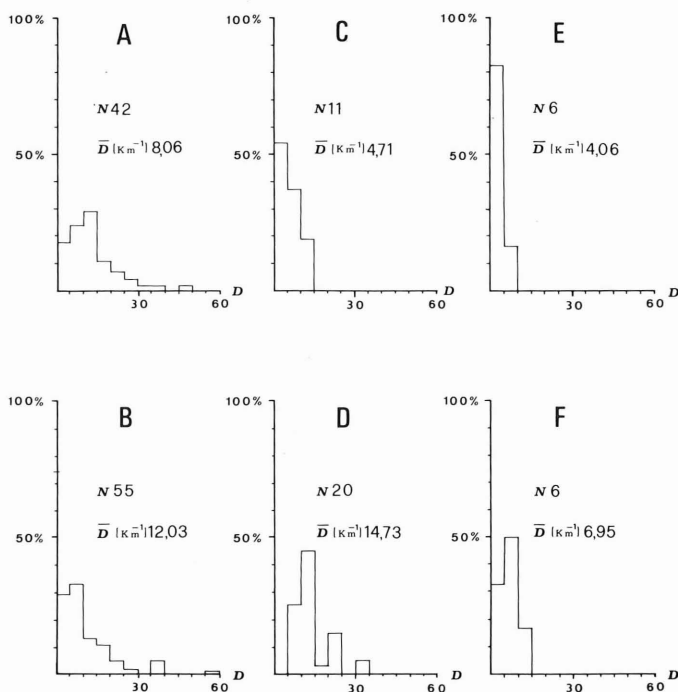 100%
A
N 42
D̅ (Km⁻¹) 8,06
50%
30
60
D
100%
C
N 11
D̅ (Km⁻¹) 4,71
50%
30
60
D
100%
E
N 6
D̅ (Km⁻¹) 4,06
50%
30
60
D
100%
B
N 55
D̅ (Km⁻¹) 12,03
50%
30
60
D
100%
D
N 20
D̅ (Km⁻¹) 14,73
50%
30
60
D
100%
F
N 6
D̅ (Km⁻¹) 6,95
50%
30
60
D